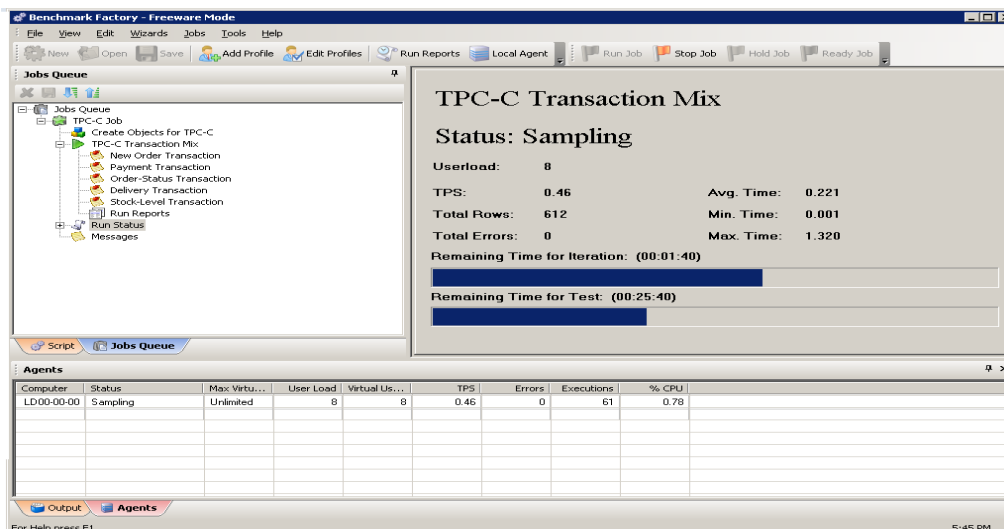 Benchmark Factory - Freeware Mode
File View Edit Wizards Jobs Tools Help
New Open Save Add Profile Edit Profiles Run Reports Local Agent Run Job Stop Job Hold Job Ready Job
Jobs Queue
Jobs Queue
TPC-C Job
Create Objects for TPC-C
TPC-C Transaction Mix
New Order Transaction
Payment Transaction
Order-Status Transaction
Delivery Transaction
Stock-Level Transaction
Run Reports
Run Status
Messages
Script Jobs Queue
TPC-C Transaction Mix
Status: Sampling
Userload: 8
TPS: 0.46 Avg. Time: 0.221
Total Rows: 612 Min. Time: 0.001
Total Errors: 0 Max. Time: 1.320
Remaining Time for Iteration: (00:01:40)
Remaining Time for Test: (00:25:40)
Agents
Computer Status Max Virtu... User Load Virtual Us... TPS Errors Executions % CPU
LD00-00-00 Sampling Unlimited 8 8 0.46 0 61 0.78
Output Agents
For Help press F1 5:45 PM